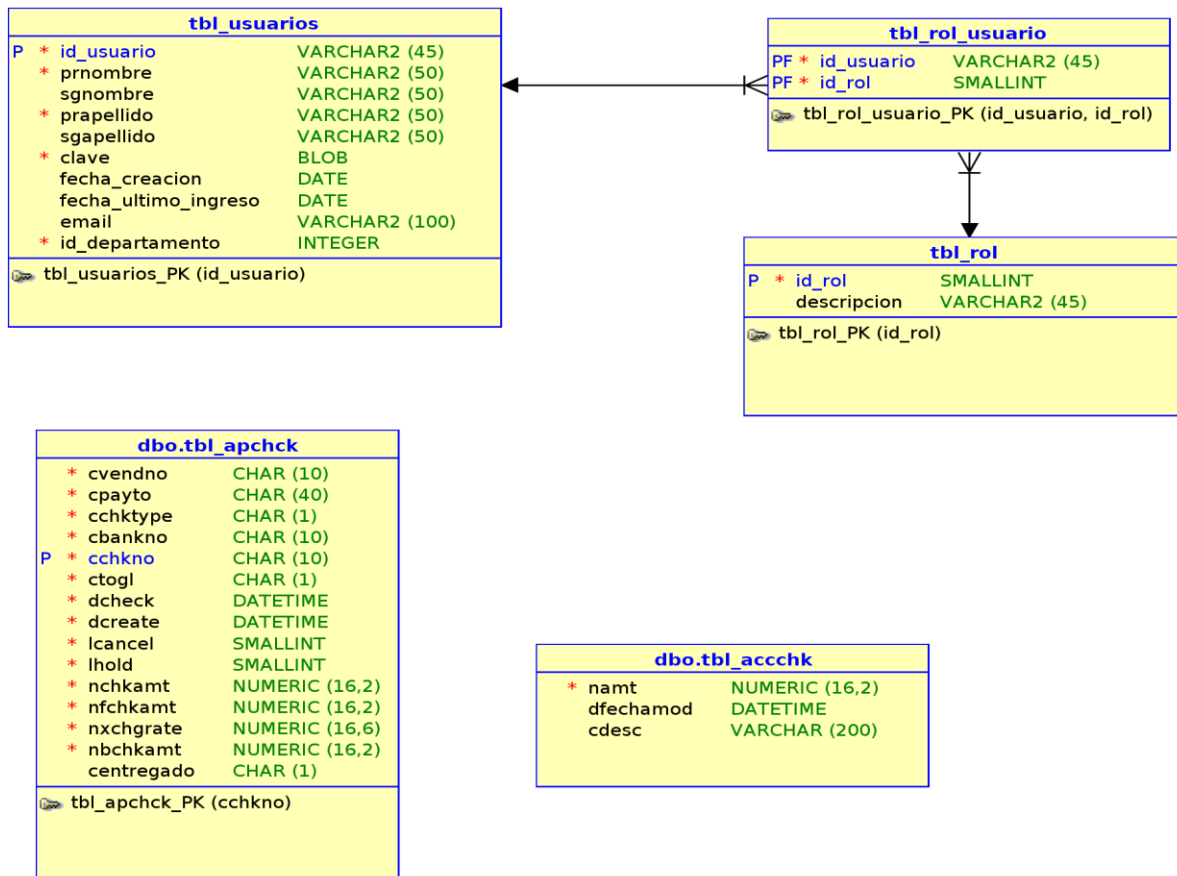 tbl_usuarios
P * id_usuario VARCHAR2 (45)
* prnombre VARCHAR2 (50)
sgnombre VARCHAR2 (50)
* prapellido VARCHAR2 (50)
sgapellido VARCHAR2 (50)
* clave BLOB
fecha_creacion DATE
fecha_ultimo_ingreso DATE
email VARCHAR2 (100)
* id_departamento INTEGER
tbl_usuarios_PK (id_usuario)
tbl_rol_usuario
PF * id_usuario VARCHAR2 (45)
PF * id_rol SMALLINT
tbl_rol_usuario_PK (id_usuario, id_rol)
tbl_rol
P * id_rol SMALLINT
descripcion VARCHAR2 (45)
tbl_rol_PK (id_rol)
dbo.tbl_apchck
* cvendno CHAR (10)
* cpayto CHAR (40)
* cchktype CHAR (1)
* cbankno CHAR (10)
P * cchkno CHAR (10)
* ctogl CHAR (1)
* dcheck DATETIME
* dcreate DATETIME
* lcancel SMALLINT
* lhold SMALLINT
* nchkamt NUMERIC (16,2)
* nfchkamt NUMERIC (16,2)
* nxchgrate NUMERIC (16,6)
* nbchkamt NUMERIC (16,2)
centregado CHAR (1)
tbl_apchck_PK (cchkno)
dbo.tbl_accchk
* namt NUMERIC (16,2)
dfechamod DATETIME
cdesc VARCHAR (200)